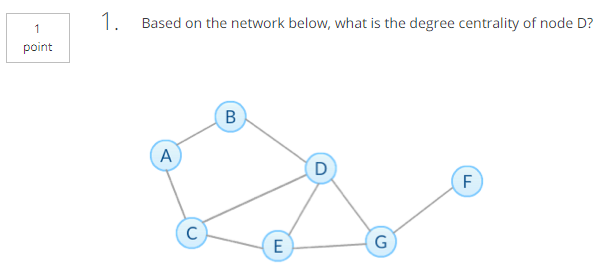 1
point
1. Based on the network below, what is the degree centrality of node D?
B
A
D
F
C
E
G